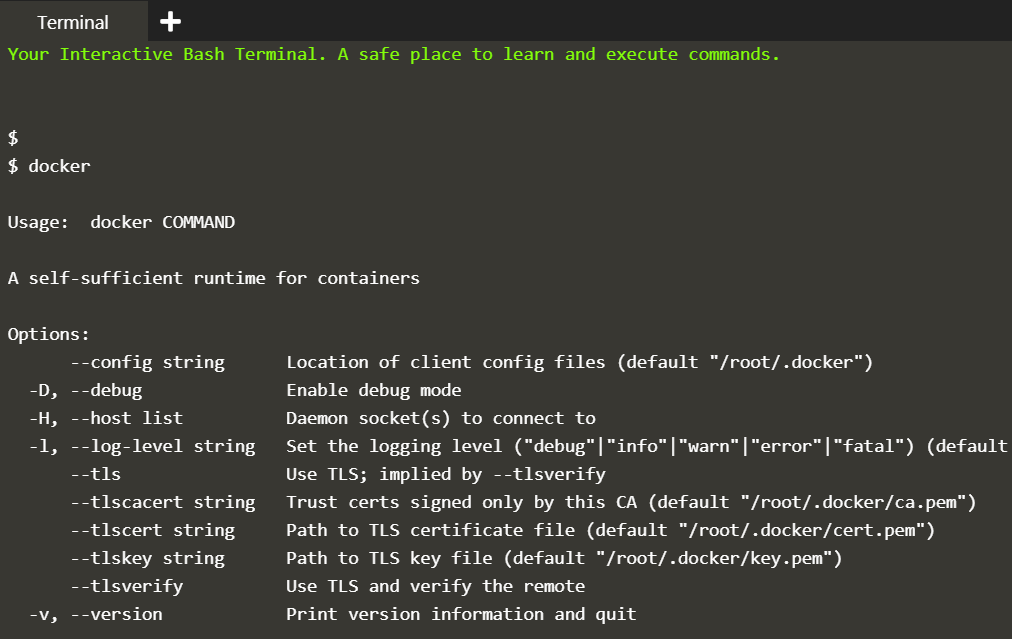 Terminal +
Your Interactive Bash Terminal. A safe place to learn and execute commands.
$
$ docker
Usage:  docker COMMAND
A self-sufficient runtime for containers
Options:
      --config string      Location of client config files (default "/root/.docker")
  -D, --debug              Enable debug mode
  -H, --host list          Daemon socket(s) to connect to
  -l, --log-level string   Set the logging level ("debug"|"info"|"warn"|"error"|"fatal") (default
      --tls                Use TLS; implied by --tlsverify
      --tlscacert string   Trust certs signed only by this CA (default "/root/.docker/ca.pem")
      --tlscert string     Path to TLS certificate file (default "/root/.docker/cert.pem")
      --tlskey string      Path to TLS key file (default "/root/.docker/key.pem")
      --tlsverify          Use TLS and verify the remote
  -v, --version            Print version information and quit